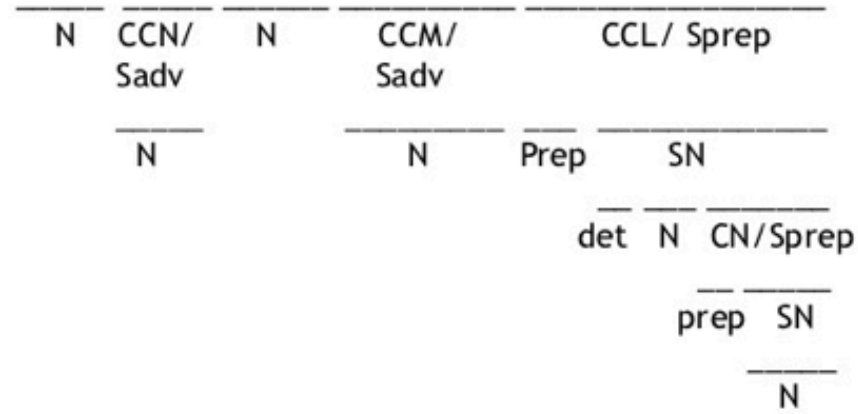 N CCN/ N CCM/ CCL/ Sprep
Sadv Sadv
N N Prep SN
det N CN/Sprep
prep SN
N